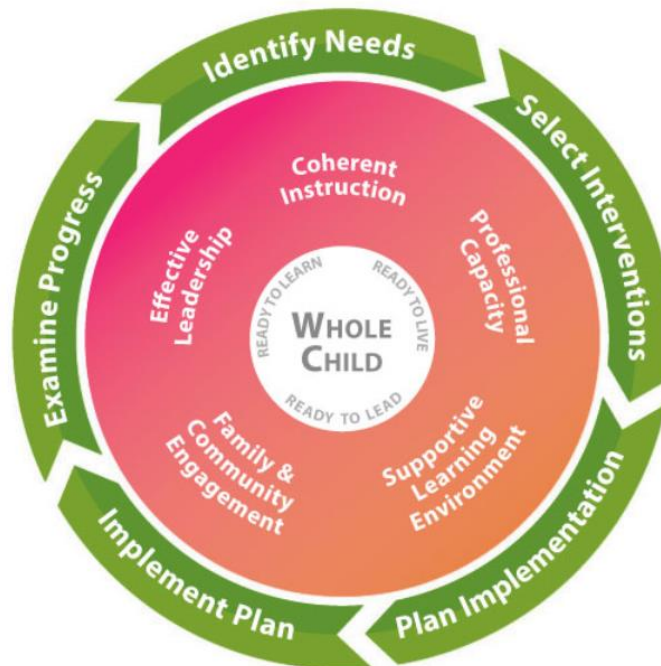 Identify Needs
Select Interventions
Plan Implementation
Implement Plan
Examine Progress
Coherent
Instruction
Professional
Capacity
Supportive
Learning
Environment
Family &
Community
Engagement
Effective
Leadership
READY TO LEARN
READY TO LIVE
READY TO LEAD
WHOLE
CHILD